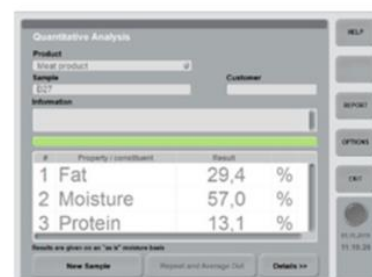 Quantitative Analysis
HELP
Product
Meat product
Sample
Customer
Information
REPORT
OPTIONS
# Property / constituent Result
1 Fat 29,4 %
2 Moisture 57,0 %
3 Protein 13,1 %
EXIT
Results are given on an "as is" moisture basis
New Sample Repeat and Average Out Details >>